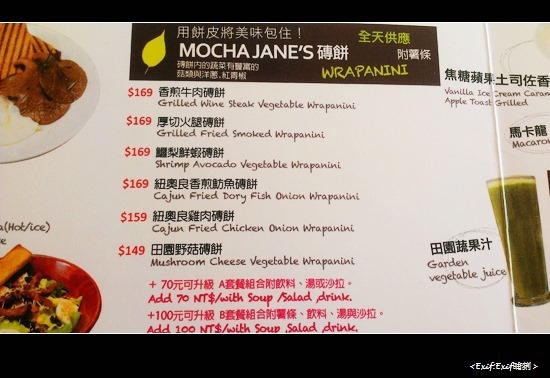 用餅皮將美味包住！
全天供應
MOCHA JANE'S 磚餅
附薯條
磚餅內的蔬菜有豐富的
菇類與洋蔥.紅青椒
WRAPANINI
$169 香煎牛肉磚餅
Grilled Wine Steak Vegetable Wrapanini
$169 厚切火腿磚餅
Grilled Fried Smoked Wrapanini
$169 鱷梨鮮蝦磚餅
Shrimp Avocado Vegetable Wrapanini
$169 紐奧良香煎魴魚磚餅
Cajun Fried Dory Fish Onion Wrapanini
$159 紐奧良雞肉磚餅
Cajun Fried Chicken Onion Wrapanini
$149 田園野菇磚餅
Mushroom Cheese Vegetable Wrapanini
+ 70元可升級 A套餐組合附飲料、湯或沙拉。
Add 70 NT$/with Soup /Salad ,drink.
+100元可升級 B套餐組合附薯條、飲料、湯與沙拉。
Add 100 NT$/with Soup ,Salad ,drink.
焦糖蘋果土司佐香
Vanilla Ice Cream Caram
Apple Toast Grilled
馬卡龍
Macaron
田園蔬果汁
Garden
vegetable juice
(Hot/ice)
<Exif:Exif